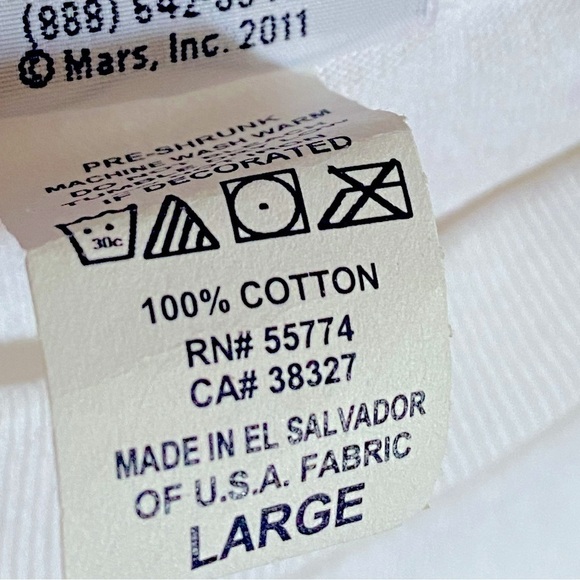 (888)
© Mars, Inc. 2011
PRE-SHRUNK
MACHINE WASH WARM
IF DECORATED
30c
100% COTTON
RN# 55774
CA# 38327
MADE IN EL SALVADOR
OF U.S.A. FABRIC
LARGE